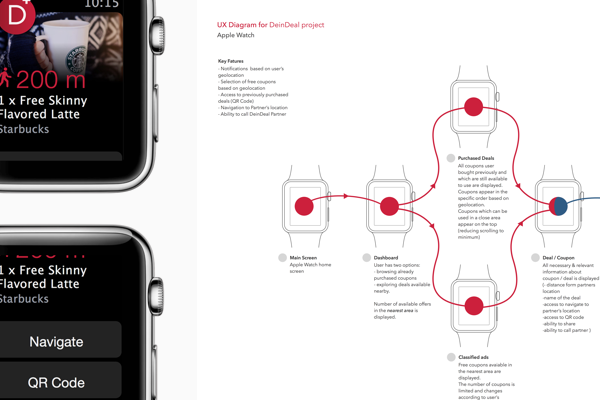 D
10:15
200 m
1 x Free Skinny
Flavored Latte
Starbucks
1 x Free Skinny
Flavored Latte
Starbucks
Navigate
QR Code
UX Diagram for DeinDeal project
Apple Watch
Key Fatures
- Notifications based on user's
geolocation
- Selection of free coupons
based on geolocation
- Access to previously purchased
deals (QR Code)
- Navigation to Partner's location
- Ability to call DeinDeal Partner
Main Screen
Apple Watch home
screen
Dashboard
User has two options:
- browsing already
purchased coupons
- exploring deals available
nearby.
Number of available offers
in the nearest area is
displayed.
Purchased Deals
All coupons user
bought previously and
which are still available
to use are displayed.
Coupons appear in the
specific order based on
geolocation.
Coupons which can be
used in a close area
appear on the top
(reducing scrolling to
minimum)
Classified ads
Free coupons avaiable in
the nearest area are
displayed.
The number of coupons is
limited and changes
according to user's
Deal / Coupon
All necessary & relevant
information about
coupon / deal is displayed
(- distance form partners
location
-name of the deal
-access to navigate to
partner's location
-access to QR code
-ability to share
-ability to call partner )